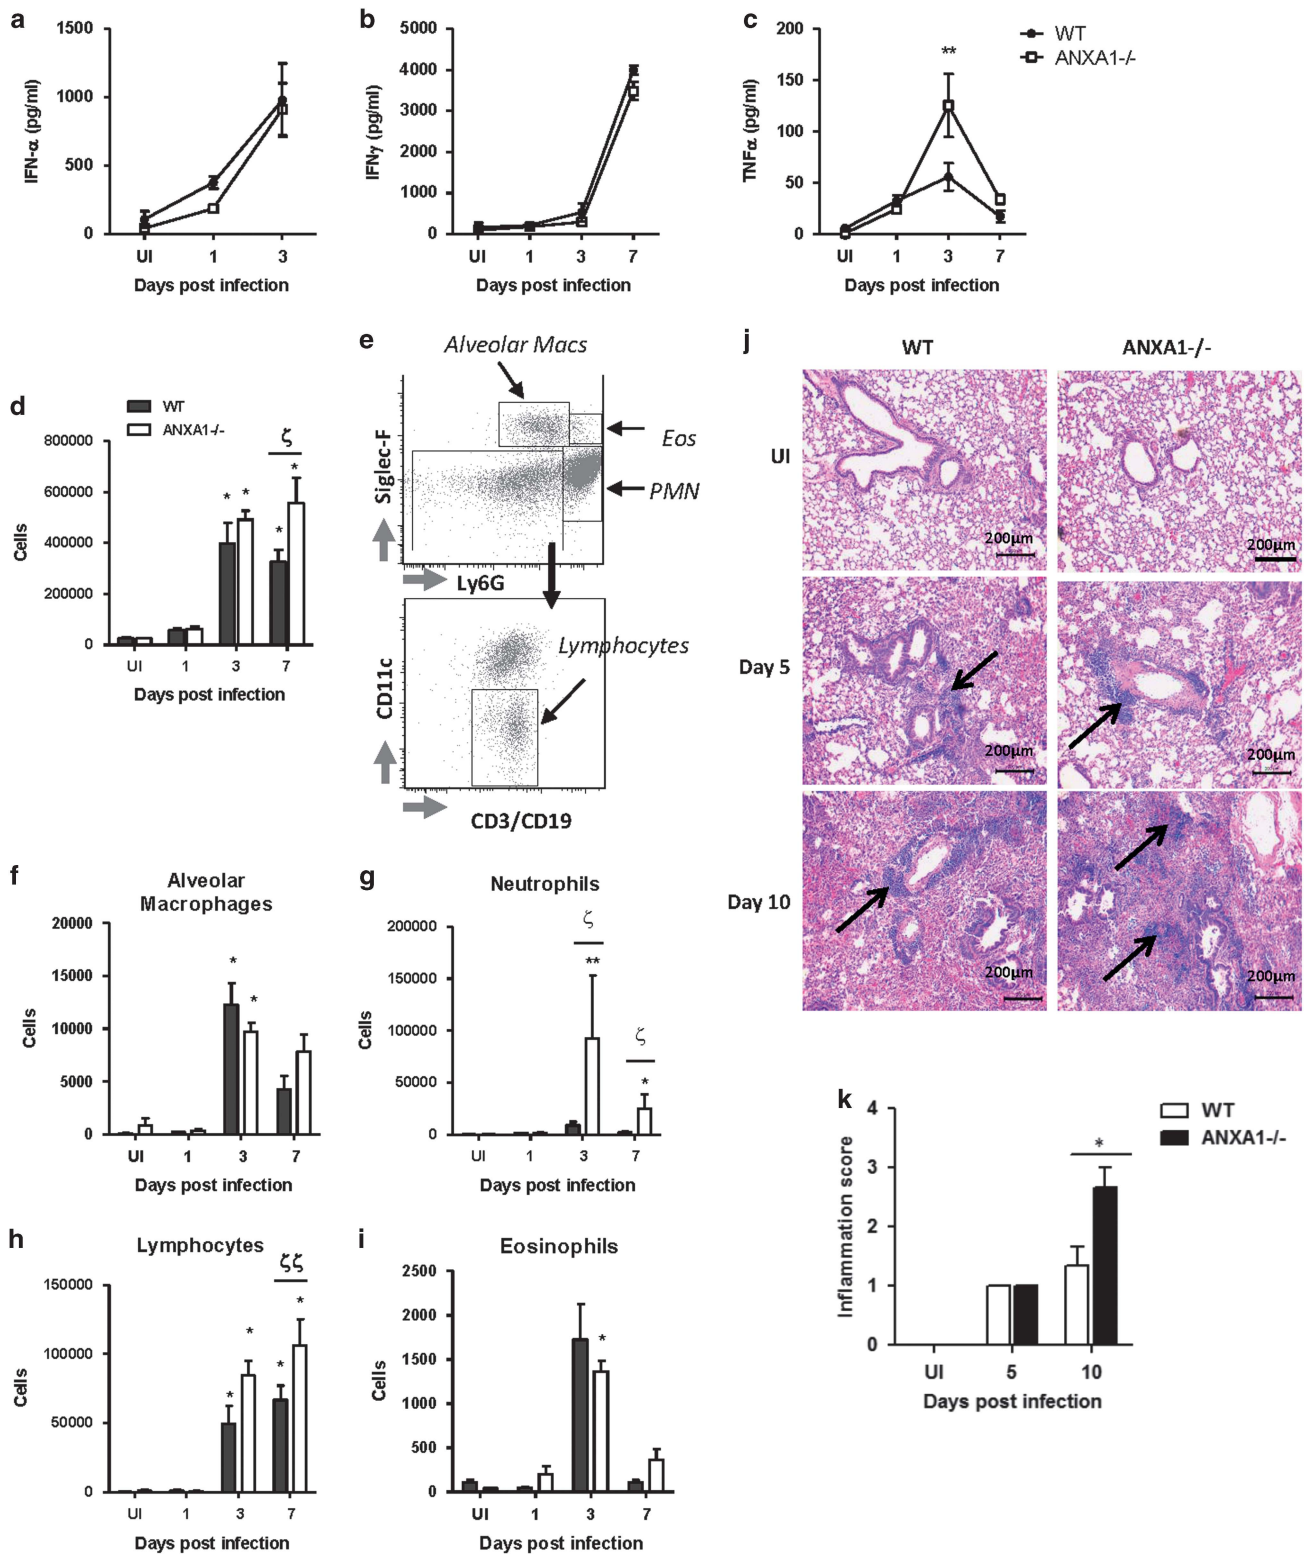 a
1500
1000
500
0
IFN-α (pg/ml)
UI 1 3
Days post infection
b
5000
4000
3000
2000
1000
0
IFNγ (pg/ml)
UI 1 3 7
Days post infection
c
200
150
100
50
0
TNFα (pg/ml)
**
UI 1 3 7
Days post infection
WT
ANXA1-/-
d
WT
ANXA1-/-
800000
600000
400000
200000
0
Cells
* * * *
ζ
UI 1 3 7
Days post infection
e
Alveolar Macs
Eos
PMN
Siglec-F
Ly6G
Lymphocytes
CD11c
CD3/CD19
f
Alveolar
Macrophages
20000
15000
10000
5000
0
Cells
* *
UI 1 3 7
Days post infection
g
Neutrophils
200000
150000
100000
50000
0
Cells
ζ
**
ζ
*
UI 1 3 7
Days post infection
h
Lymphocytes
150000
100000
50000
0
Cells
ζζ
* * * *
UI 1 3 7
Days post infection
i
Eosinophils
2500
2000
1500
1000
500
0
Cells
*
UI 1 3 7
Days post infection
j
WT ANXA1-/-
UI
200µm 200µm
Day 5
200µm 200µm
Day 10
200µm 200µm
k
4
3
2
1
0
Inflammation score
*
UI 5 10
Days post infection
WT
ANXA1-/-